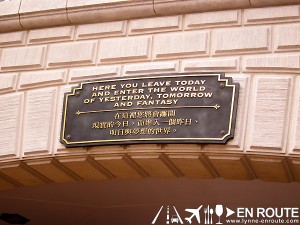 HERE YOU LEAVE TODAY
AND ENTER THE WORLD
OF YESTERDAY, TOMORROW
AND FANTASY
在這裡您將會離開
現實的今日，而進入一個昨日、
明日與夢想的世界。
EN ROUTE
www.lynne-enroute.com